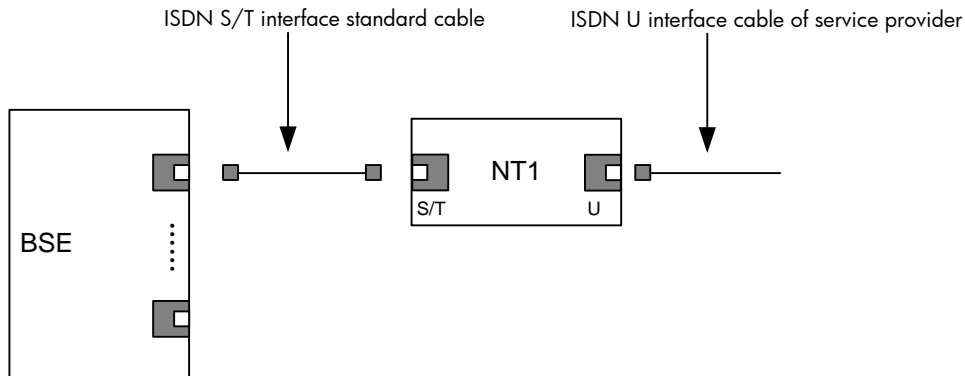 ISDN S/T interface standard cable
ISDN U interface cable of service provider
BSE
NT1
S/T
U